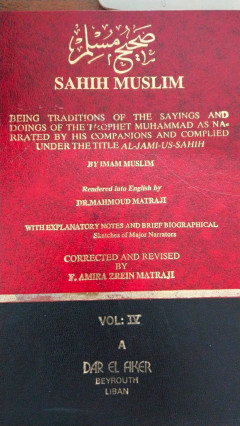 صحيح مسلم
SAHIH MUSLIM
BEING TRADITIONS OF THE SAYINGS AND
DOINGS OF THE PROPHET MUHAMMAD AS NA-
RRATED BY HIS COMPANIONS AND COMPILED
UNDER THE TITLE AL-JAMI-US-SAHIH
BY IMAM MUSLIM
Rendered into English by
DR.MAHMOUD MATRAJI
WITH EXPLANATORY NOTES AND BRIEF BIOGRAPHICAL
Sketches of Major Narrators
CORRECTED AND REVISED
BY
F. AMIRA ZREIN MATRAJI
VOL: IV
A
DAR EL FIKER
BEYROUTH
LIBAN